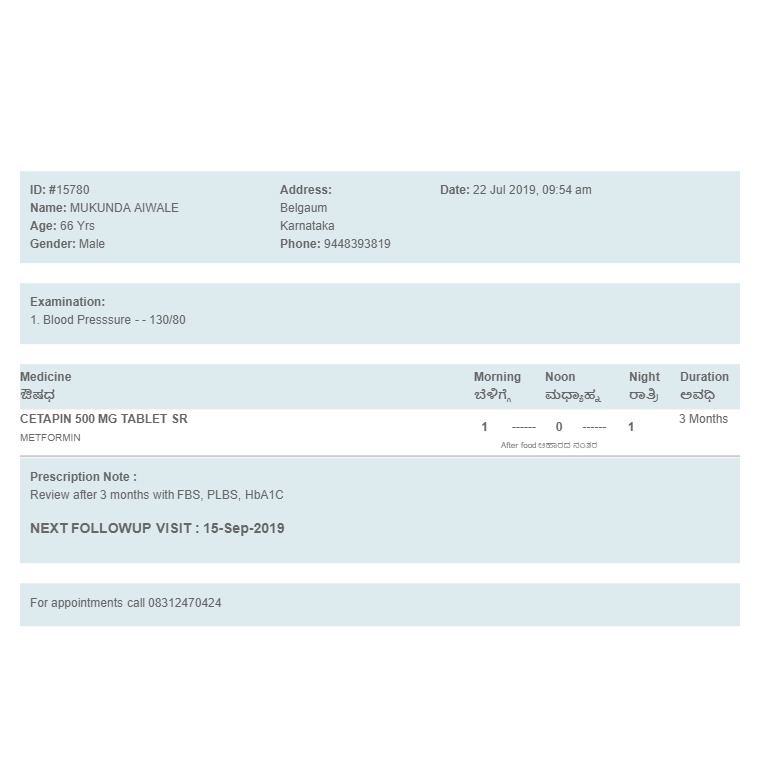 ID: #15780
Name: MUKUNDA AIWALE
Age: 66 Yrs
Gender: Male
Address:
Belgaum
Karnataka
Phone: 9448393819
Date: 22 Jul 2019, 09:54 am
Examination:
1. Blood Presssure - - 130/80
Medicine Morning Noon Night Duration
ಔಷಧ ಬೆಳಿಗ್ಗೆ ಮಧ್ಯಾಹ್ನ ರಾತ್ರಿ ಅವಧಿ
CETAPIN 500 MG TABLET SR 1 ------ 0 ------ 1 3 Months
METFORMIN
After food ಆಹಾರದ ನಂತರ
Prescription Note :
Review after 3 months with FBS, PLBS, HbA1C
NEXT FOLLOWUP VISIT : 15-Sep-2019
For appointments call 08312470424